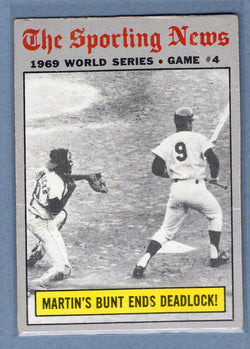 The Sporting News
1969 WORLD SERIES • GAME #4
9
MARTIN'S BUNT ENDS DEADLOCK!